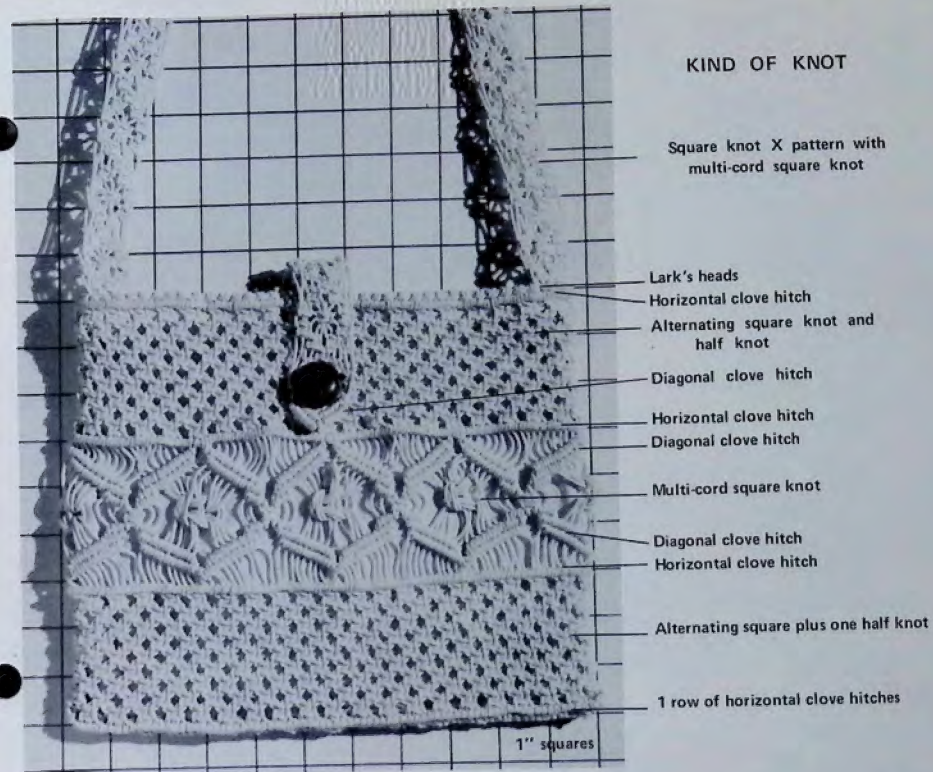 KIND OF KNOT
Square knot X pattern with
multi-cord square knot
Lark's heads
Horizontal clove hitch
Alternating square knot and
half knot
Diagonal clove hitch
Horizontal clove hitch
Diagonal clove hitch
Multi-cord square knot
Diagonal clove hitch
Horizontal clove hitch
Alternating square plus one half knot
1 row of horizontal clove hitches
1" squares